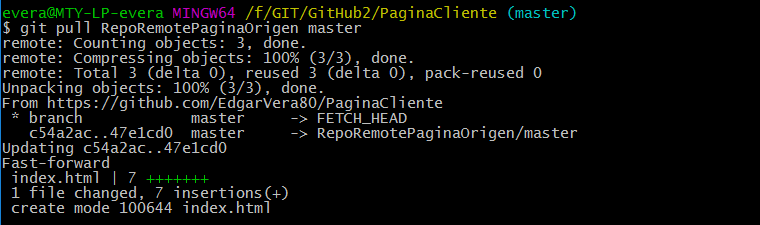 evera@MTY-LP-evera MINGW64 /f/GIT/GitHub2/PaginaCliente (master)
$ git pull RepoRemotePaginaOrigen master
remote: Counting objects: 3, done.
remote: Compressing objects: 100% (3/3), done.
remote: Total 3 (delta 0), reused 3 (delta 0), pack-reused 0
Unpacking objects: 100% (3/3), done.
From https://github.com/EdgarVera80/PaginaCliente
 * branch            master     -> FETCH_HEAD
   c54a2ac..47e1cd0  master     -> RepoRemotePaginaOrigen/master
Updating c54a2ac..47e1cd0
Fast-forward
 index.html | 7 +++++++
 1 file changed, 7 insertions(+)
 create mode 100644 index.html